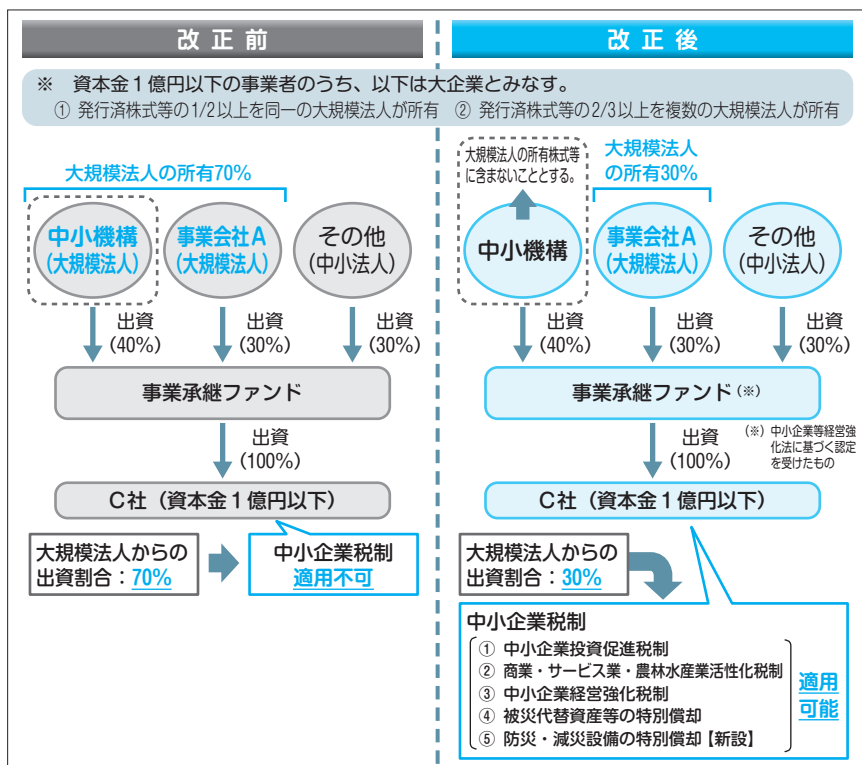 改正前
改正後
※ 資本金1億円以下の事業者のうち、以下は大企業とみなす。
① 発行済株式等の1/2以上を同一の大規模法人が所有 ② 発行済株式等の2/3以上を複数の大規模法人が所有
大規模法人の所有70%
中小機構
(大規模法人)
事業会社A
(大規模法人)
その他
(中小法人)
出資
(40%)
出資
(30%)
出資
(30%)
事業承継ファンド
出資
(100%)
C社(資本金1億円以下)
大規模法人からの
出資割合:70%
中小企業税制
適用不可
大規模法人の所有株式等
に含まないこととする。
大規模法人
の所有30%
中小機構
事業会社A
(大規模法人)
その他
(中小法人)
出資
(40%)
出資
(30%)
出資
(30%)
事業承継ファンド(※)
(※)中小企業等経営強
化法に基づく認定
を受けたもの
出資
(100%)
C社(資本金1億円以下)
大規模法人からの
出資割合:30%
中小企業税制
① 中小企業投資促進税制
② 商業・サービス業・農林水産業活性化税制
③ 中小企業経営強化税制
④ 被災代替資産等の特別償却
⑤ 防災・減災設備の特別償却【新設】
適用
可能